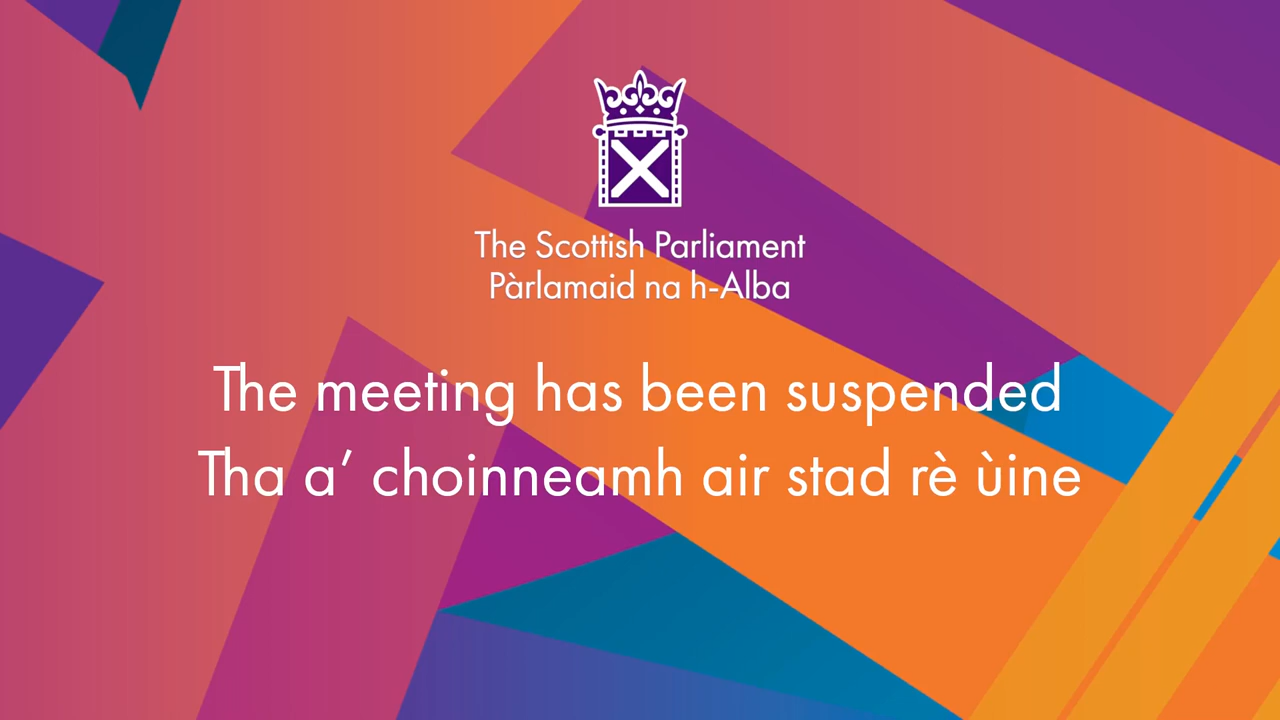 The Scottish Parliament
Pàrlamaid na h-Alba
The meeting has been suspended
Tha a’ choinneamh air stad rè ùine